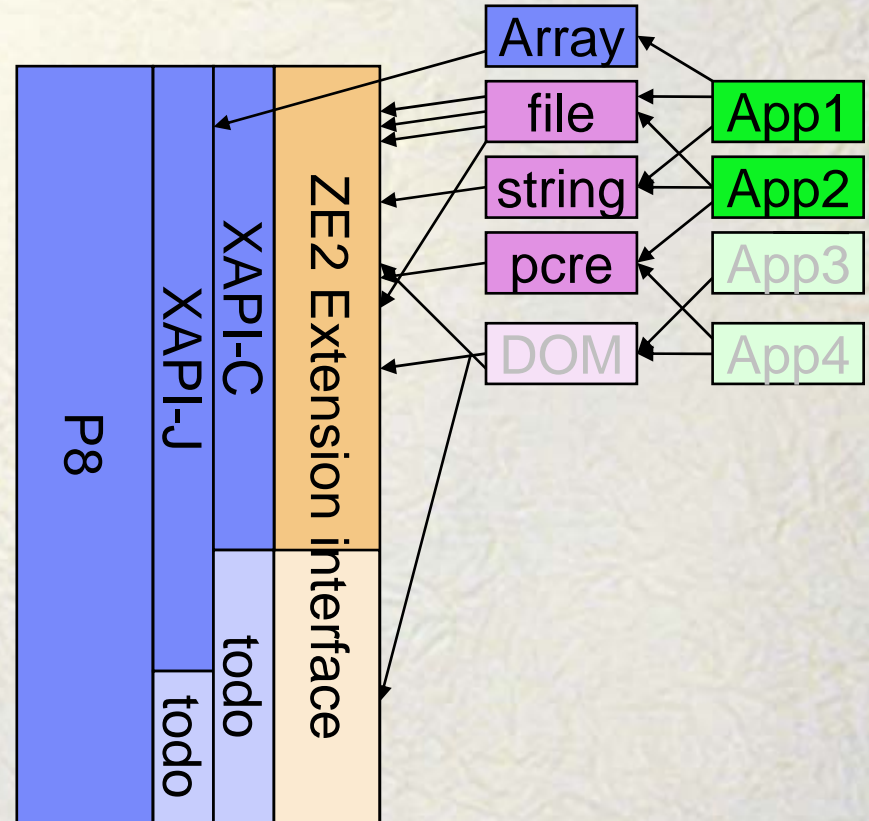 Array
file
App1
string
App2
pcre
App3
DOM
App4
P8
XAPI-J
XAPI-C
ZE2 Extension interface
todo
todo